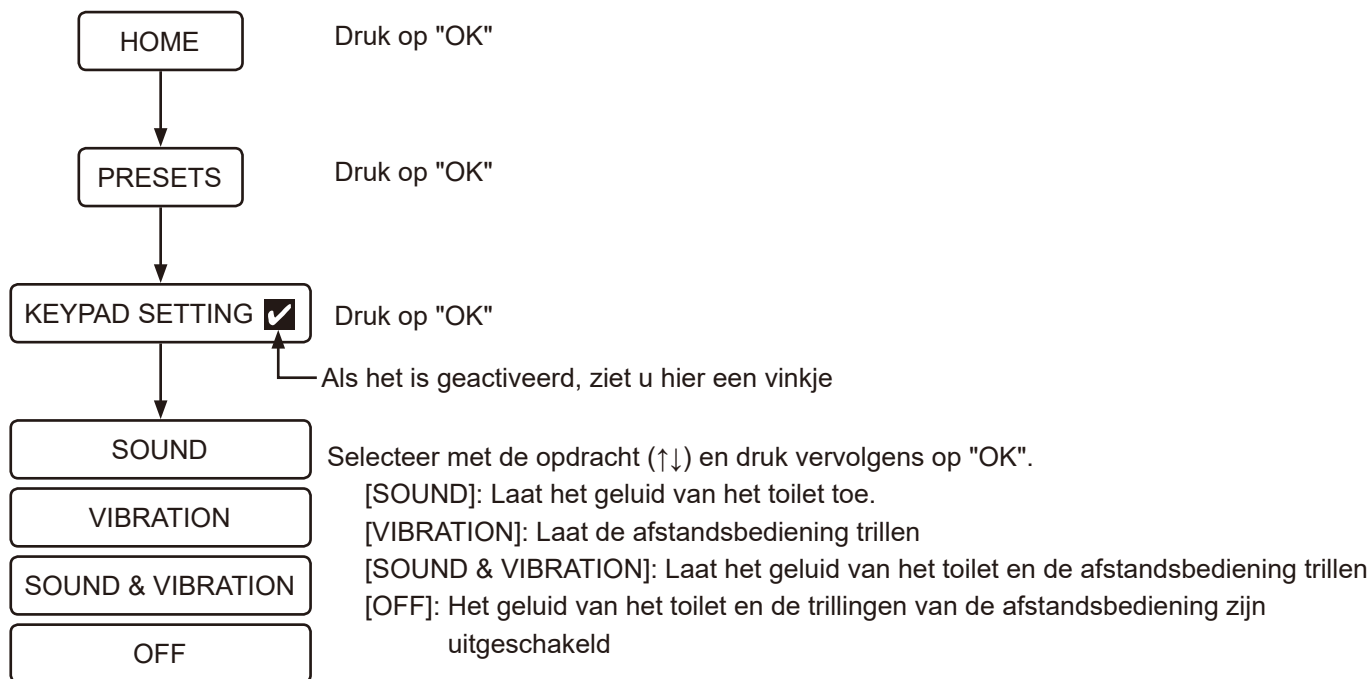 HOME
Druk op "OK"
PRESETS
Druk op "OK"
KEYPAD SETTING ✔
Druk op "OK"
Als het is geactiveerd, ziet u hier een vinkje
SOUND
VIBRATION
SOUND & VIBRATION
OFF
Selecteer met de opdracht (↑↓) en druk vervolgens op "OK".
[SOUND]: Laat het geluid van het toilet toe.
[VIBRATION]: Laat de afstandsbediening trillen
[SOUND & VIBRATION]: Laat het geluid van het toilet en de afstandsbediening trillen
[OFF]: Het geluid van het toilet en de trillingen van de afstandsbediening zijn
uitgeschakeld